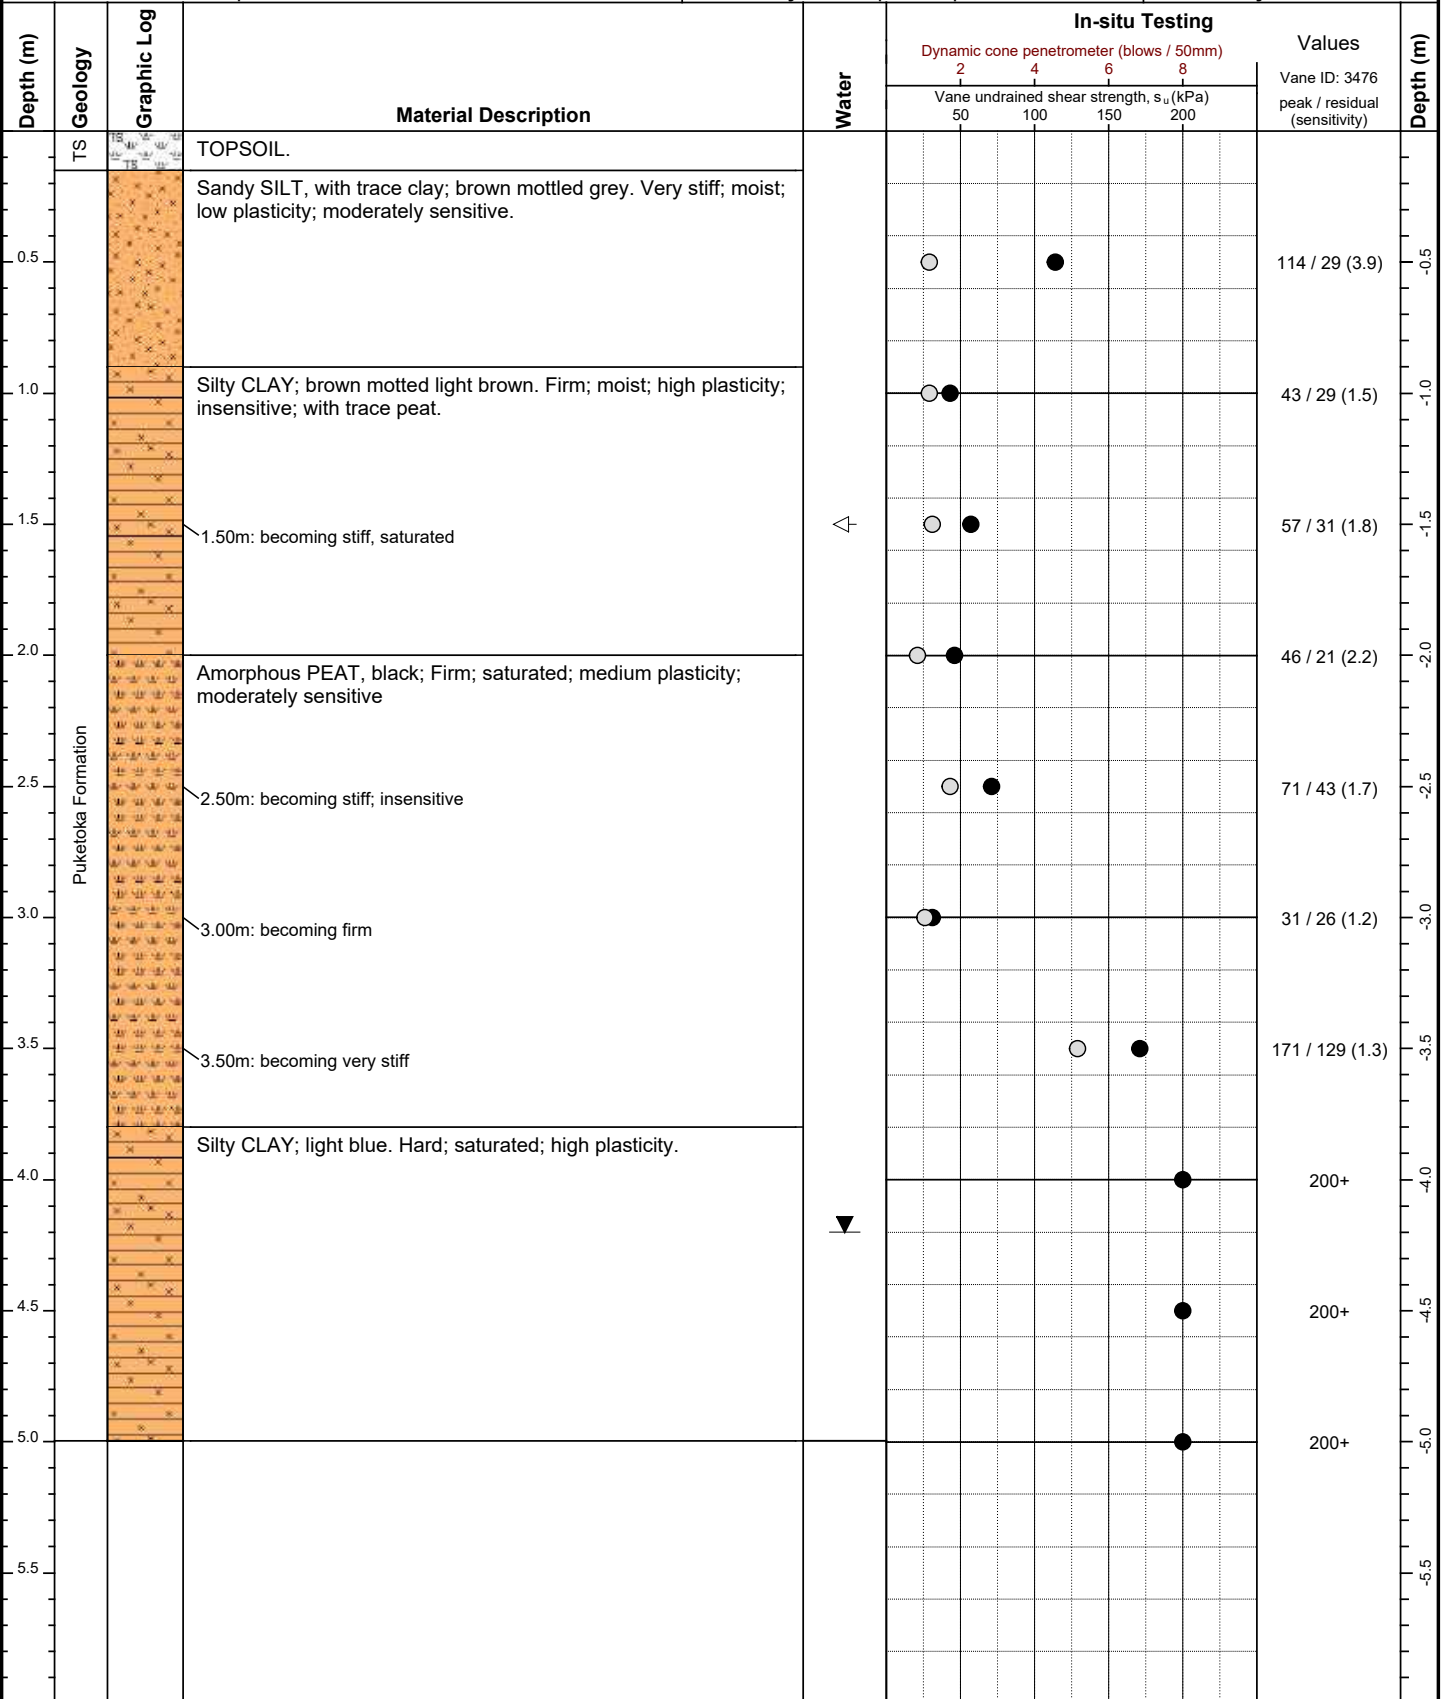 In-situ Testing
Depth (m)
Geology
Graphic Log
Material Description
Water
Dynamic cone penetrometer (blows / 50mm)
2 4 6 8
Vane undrained shear strength, su (kPa)
50 100 150 200
Values
Vane ID: 3476
peak / residual
(sensitivity)
Depth (m)
TS
TS
TS
TOPSOIL.
Sandy SILT, with trace clay; brown mottled grey. Very stiff; moist;
low plasticity; moderately sensitive.
0.5
114 / 29 (3.9)
-0.5
Silty CLAY; brown motted light brown. Firm; moist; high plasticity;
insensitive; with trace peat.
1.0
43 / 29 (1.5)
-1.0
1.5
1.50m: becoming stiff, saturated
57 / 31 (1.8)
-1.5
2.0
46 / 21 (2.2)
-2.0
Amorphous PEAT, black; Firm; saturated; medium plasticity;
moderately sensitive
Puketoka Formation
2.5
2.50m: becoming stiff; insensitive
71 / 43 (1.7)
-2.5
3.0
3.00m: becoming firm
31 / 26 (1.2)
-3.0
3.5
3.50m: becoming very stiff
171 / 129 (1.3)
-3.5
Silty CLAY; light blue. Hard; saturated; high plasticity.
4.0
200+
-4.0
4.5
200+
-4.5
5.0
200+
-5.0
5.5
-5.5